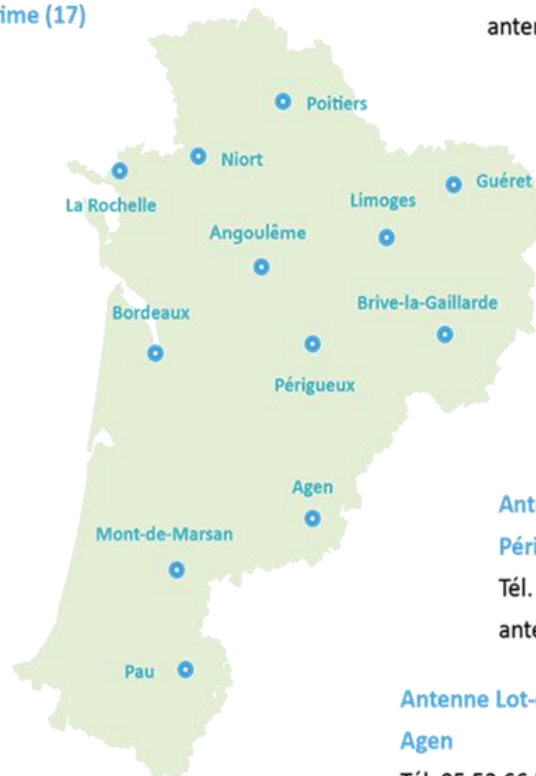 ime (17)
anten
Poitiers
Niort
Guéret
La Rochelle
Limoges
Angoulême
Brive-la-Gaillarde
Bordeaux
Périgueux
Agen
Mont-de-Marsan
Ant
Péri
Tél.
ante
Pau
Antenne Lot-
Agen